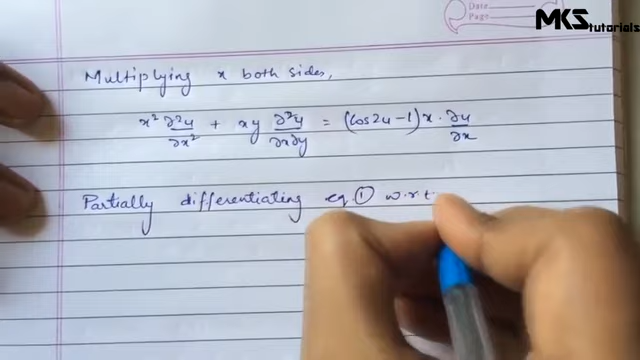 Date
Page
MKS tutorials
Multiplying x both sides,
x² ∂²u/∂x² + xy ∂²u/∂x∂y = (Cos2u-1)x · ∂u/∂x
Partially differentiating eq.① w.r.t.